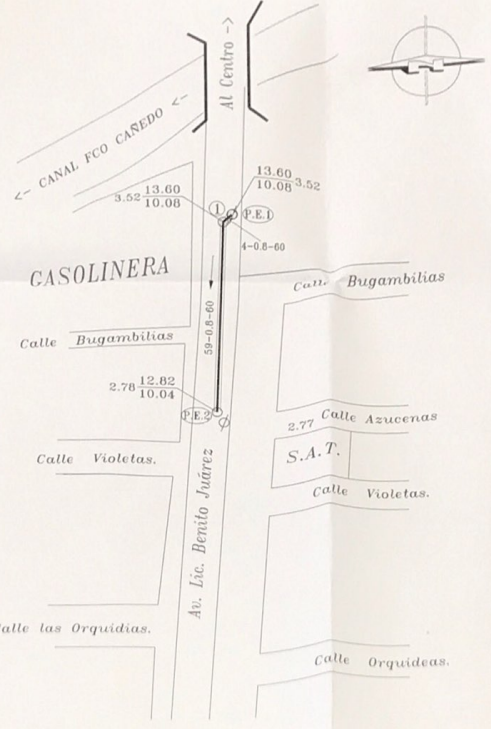 Al Centro ->
<- CANAL FCO CAÑEDO <-
13.60
10.08 3.52
3.52 13.60
10.08
1
P.E.1
4-0.8-60
GASOLINERA
Calle Bugambilias
59-0.8-60
Calle Bugambilias
2.78 12.82
10.04
P.E.2
2.77 Calle Azucenas
S.A.T.
Calle Violetas.
Calle Violetas.
Av. Lic. Benito Juárez
alle las Orquidias.
Calle Orquideas.